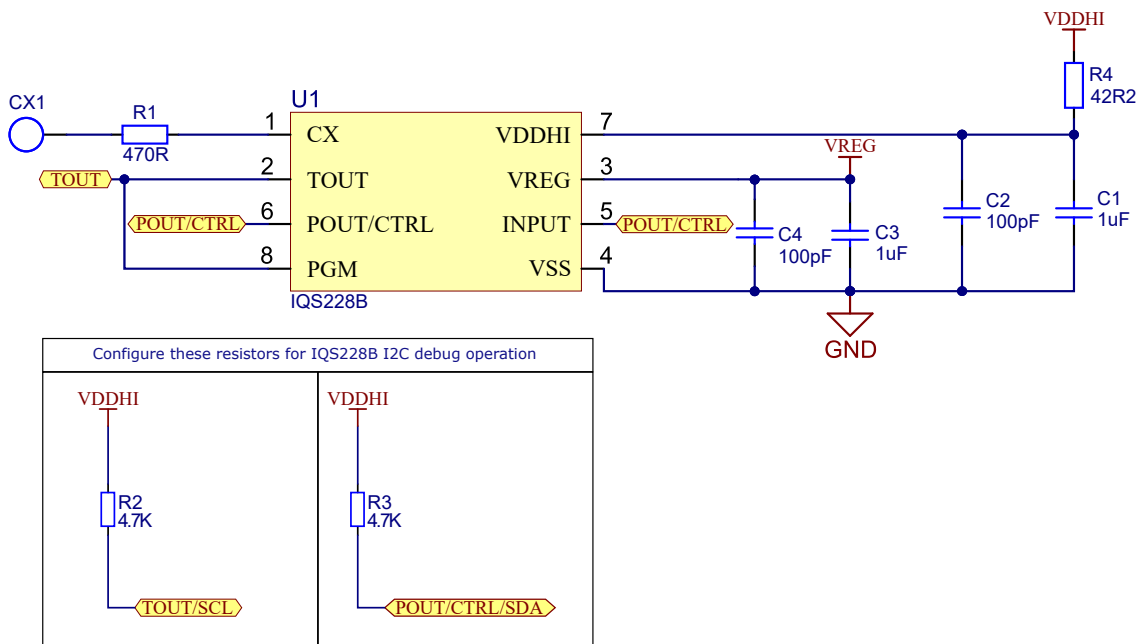 VDDHI
R4
42R2
CX1
R1
470R
U1
1
CX
VDDHI
7
VREG
TOUT
2
TOUT
VREG
3
POUT/CTRL
6
POUT/CTRL
INPUT
5
POUT/CTRL
8
PGM
VSS
4
IQS228B
C4
100pF
C3
1uF
C2
100pF
C1
1uF
GND
Configure these resistors for IQS228B I2C debug operation
VDDHI
R2
4.7K
TOUT/SCL
VDDHI
R3
4.7K
POUT/CTRL/SDA